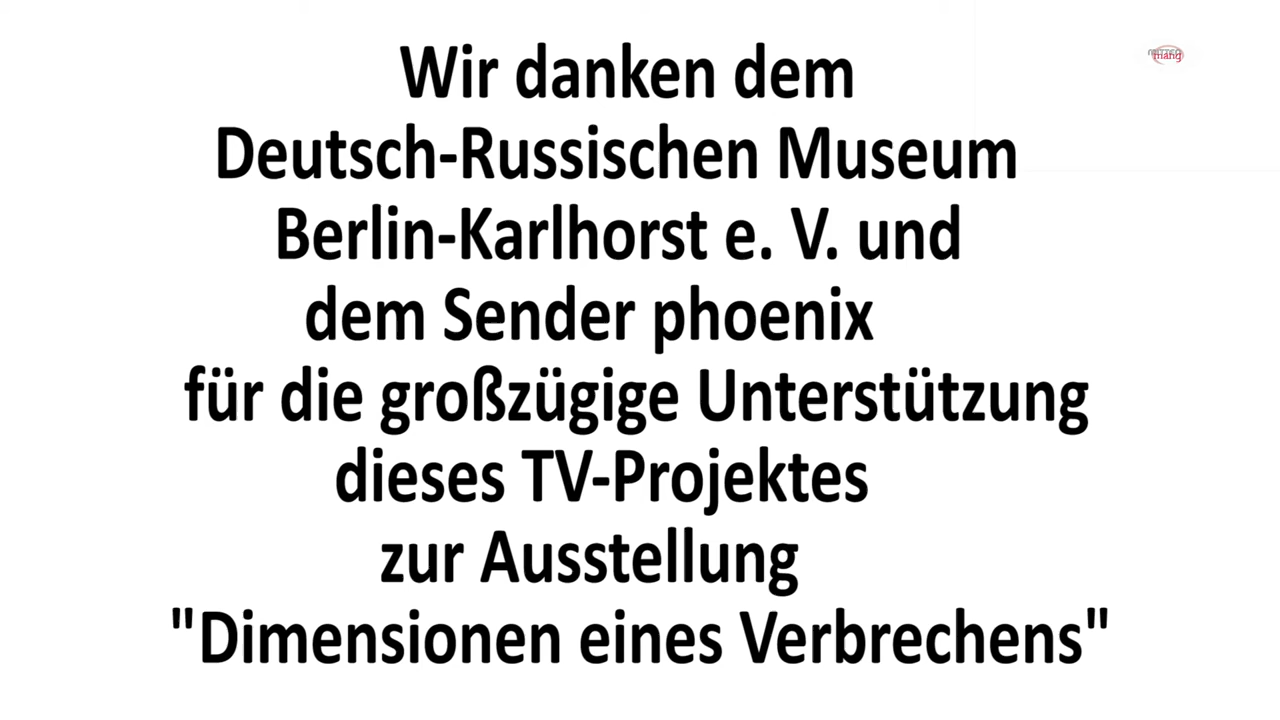 Wir danken dem
Deutsch-Russischen Museum
Berlin-Karlhorst e. V. und
dem Sender phoenix
für die großzügige Unterstützung
dieses TV-Projektes
zur Ausstellung
"Dimensionen eines Verbrechens"